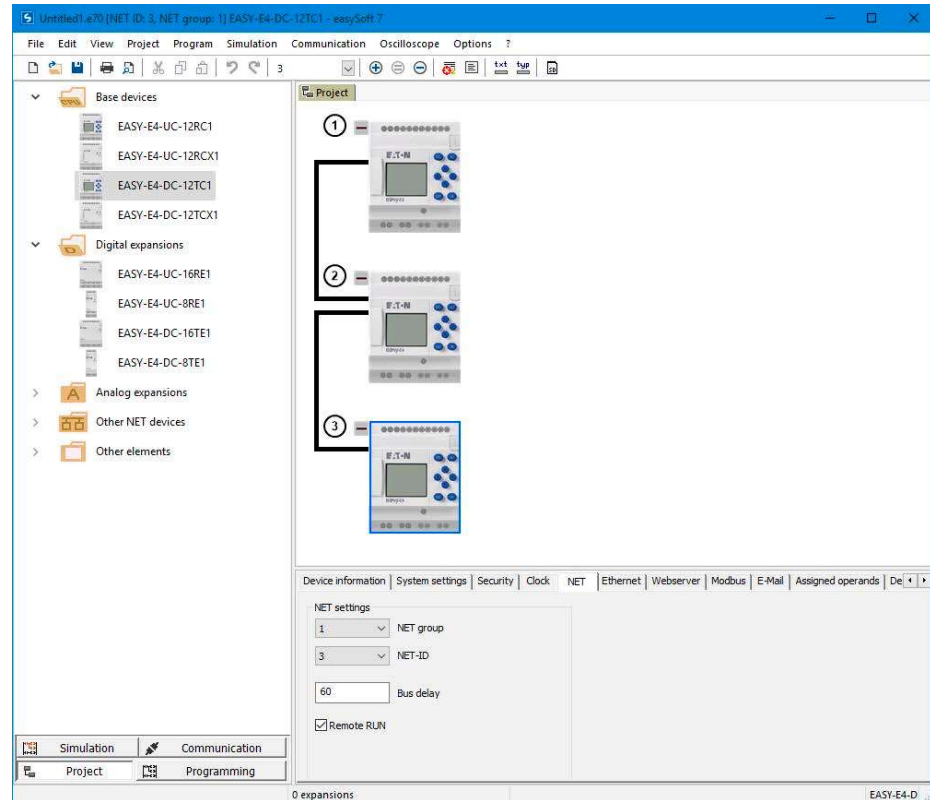 Untitled1.e70 [NET ID: 3, NET group: 1] EASY-E4-DC-12TC1 - easySoft 7
File Edit View Project Program Simulation Communication Oscilloscope Options ?
3 txt typ
Base devices
EASY-E4-UC-12RC1
EASY-E4-UC-12RCX1
EASY-E4-DC-12TC1
EASY-E4-DC-12TCX1
Digital expansions
EASY-E4-UC-16RE1
EASY-E4-UC-8RE1
EASY-E4-DC-16TE1
EASY-E4-DC-8TE1
A Analog expansions
Other NET devices
Other elements
Simulation Communication
Project Programming
Project
1
E.T-N
2
E.T-N
3
E.T-N
Device information System settings Security Clock NET Ethernet Webserver Modbus E-Mail Assigned operands De
NET settings
1 NET group
3 NET-ID
60 Bus delay
Remote RUN
0 expansions EASY-E4-D